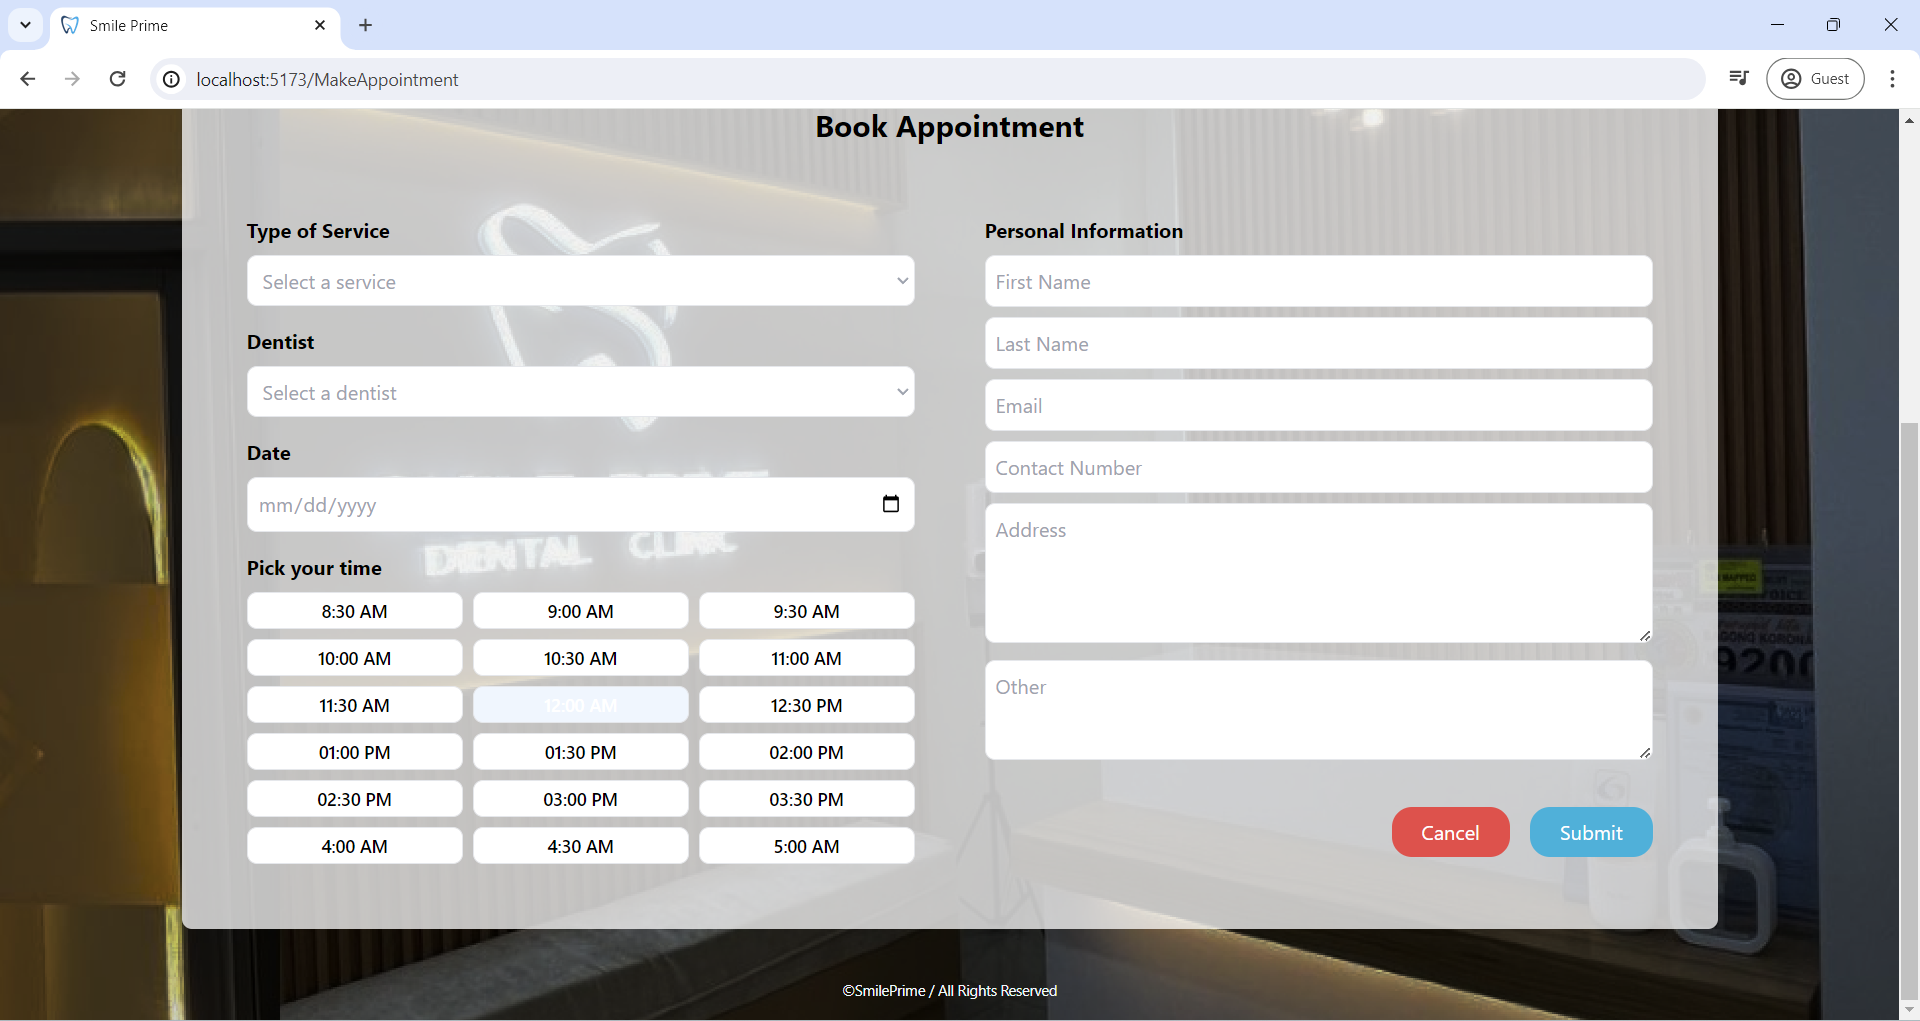 Smile Prime
localhost:5173/MakeAppointment
Guest
Book Appointment
Type of Service
Select a service
Dentist
Select a dentist
Date
mm/dd/yyyy
DENTAL CLINIC
Pick your time
8:30 AM 9:00 AM 9:30 AM
10:00 AM 10:30 AM 11:00 AM
11:30 AM 12:00 AM 12:30 PM
01:00 PM 01:30 PM 02:00 PM
02:30 PM 03:00 PM 03:30 PM
4:00 AM 4:30 AM 5:00 AM
Personal Information
First Name
Last Name
Email
Contact Number
Address
Other
Cancel Submit
MAPPED
9200
©SmilePrime / All Rights Reserved